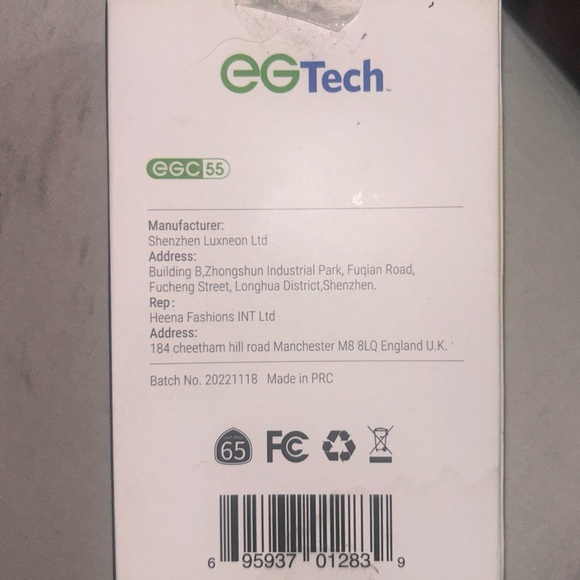 eGTech
eGC 55
Manufacturer:
Shenzhen Luxneon Ltd
Address:
Building B,Zhongshun Industrial Park, Fuqian Road,
Fucheng Street, Longhua District,Shenzhen.
Rep:
Heena Fashions INT Ltd
Address:
184 cheetham hill road Manchester M8 8LQ England U.K.
Batch No. 20221118 Made in PRC
65 FC
6 95937 01283 9